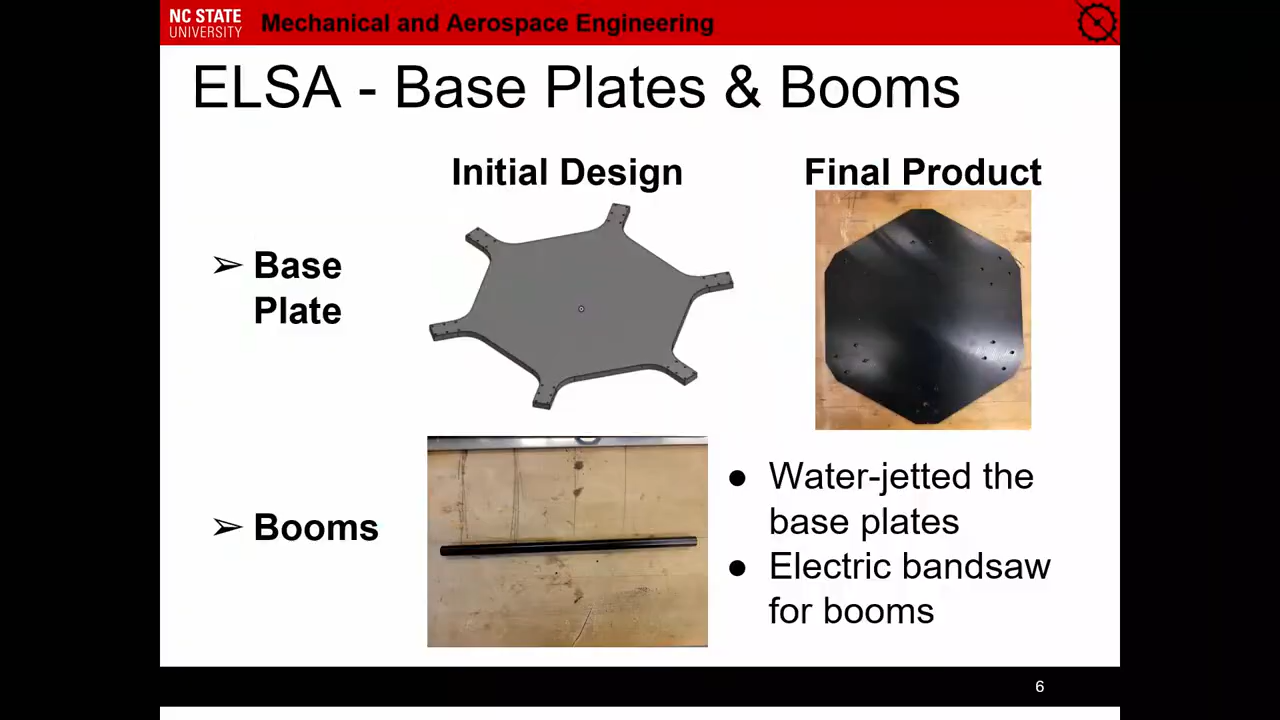 NC STATE
UNIVERSITY
Mechanical and Aerospace Engineering
ELSA - Base Plates & Booms
Initial Design
Final Product
➢ Base
Plate
➢ Booms
● Water-jetted the
base plates
● Electric bandsaw
for booms
6